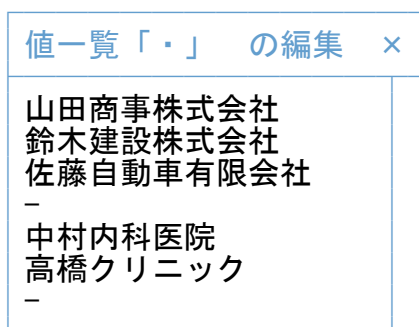 値一覧「・」　の編集　×
山田商事株式会社
鈴木建設株式会社
佐藤自動車有限会社
–
中村内科医院
高橋クリニック
–